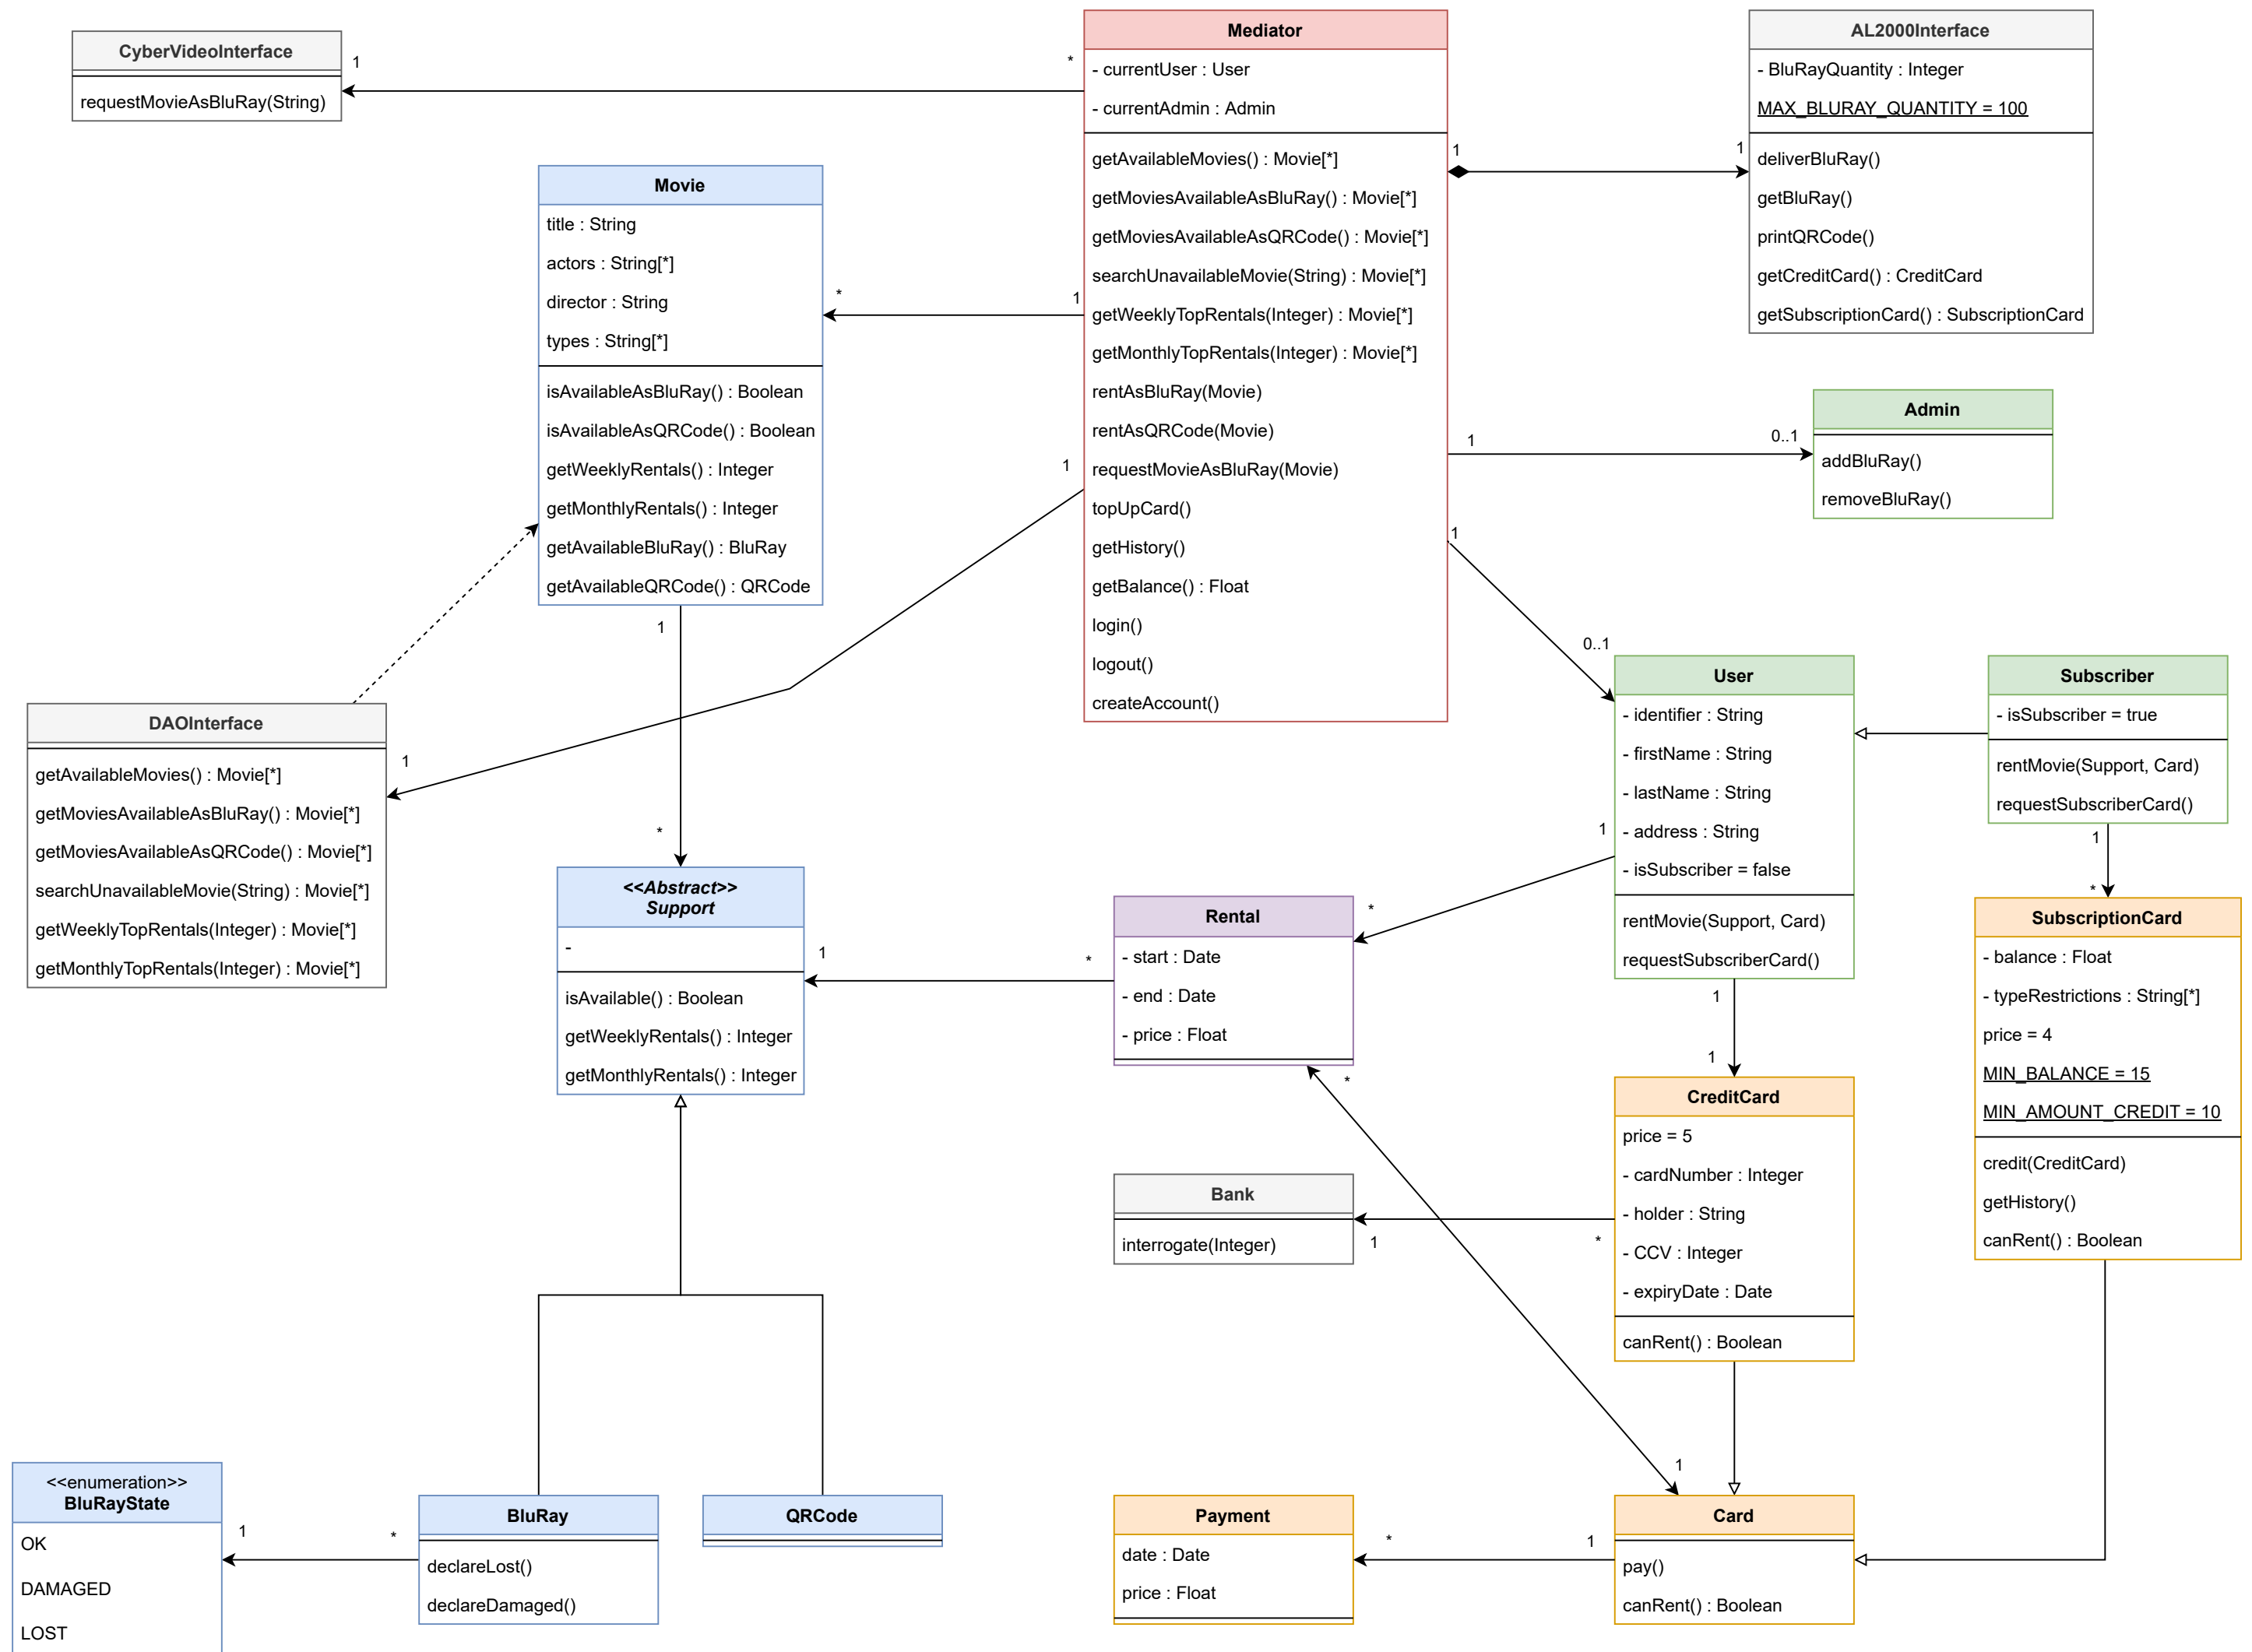 CyberVideoInterface
requestMovieAsBluRay(String)
1
*
Mediator
- currentUser : User
- currentAdmin : Admin
getAvailableMovies() : Movie[*]
getMoviesAvailableAsBluRay() : Movie[*]
getMoviesAvailableAsQRCode() : Movie[*]
searchUnavailableMovie(String) : Movie[*]
getWeeklyTopRentals(Integer) : Movie[*]
getMonthlyTopRentals(Integer) : Movie[*]
rentAsBluRay(Movie)
rentAsQRCode(Movie)
requestMovieAsBluRay(Movie)
topUpCard()
getHistory()
getBalance() : Float
login()
logout()
createAccount()
1
1
AL2000Interface
- BluRayQuantity : Integer
MAX_BLURAY_QUANTITY = 100
deliverBluRay()
getBluRay()
printQRCode()
getCreditCard() : CreditCard
getSubscriptionCard() : SubscriptionCard
Movie
title : String
actors : String[*]
director : String
types : String[*]
isAvailableAsBluRay() : Boolean
isAvailableAsQRCode() : Boolean
getWeeklyRentals() : Integer
getMonthlyRentals() : Integer
getAvailableBluRay() : BluRay
getAvailableQRCode() : QRCode
*
1
1
1
0..1
Admin
addBluRay()
removeBluRay()
1
0..1
1
*
DAOInterface
getAvailableMovies() : Movie[*]
getMoviesAvailableAsBluRay() : Movie[*]
getMoviesAvailableAsQRCode() : Movie[*]
searchUnavailableMovie(String) : Movie[*]
getWeeklyTopRentals(Integer) : Movie[*]
getMonthlyTopRentals(Integer) : Movie[*]
1
User
- identifier : String
- firstName : String
- lastName : String
- address : String
- isSubscriber = false
rentMovie(Support, Card)
requestSubscriberCard()
Subscriber
- isSubscriber = true
rentMovie(Support, Card)
requestSubscriberCard()
1
*
<<Abstract>>
Support
-
isAvailable() : Boolean
getWeeklyRentals() : Integer
getMonthlyRentals() : Integer
1
*
Rental
- start : Date
- end : Date
- price : Float
1
*
SubscriptionCard
- balance : Float
- typeRestrictions : String[*]
price = 4
MIN_BALANCE = 15
MIN_AMOUNT_CREDIT = 10
credit(CreditCard)
getHistory()
canRent() : Boolean
1
1
CreditCard
price = 5
- cardNumber : Integer
- holder : String
- CCV : Integer
- expiryDate : Date
canRent() : Boolean
*
1
Bank
interrogate(Integer)
1
*
<<enumeration>>
BluRayState
OK
DAMAGED
LOST
1
*
BluRay
declareLost()
declareDamaged()
QRCode
Payment
date : Date
price : Float
*
1
Card
pay()
canRent() : Boolean